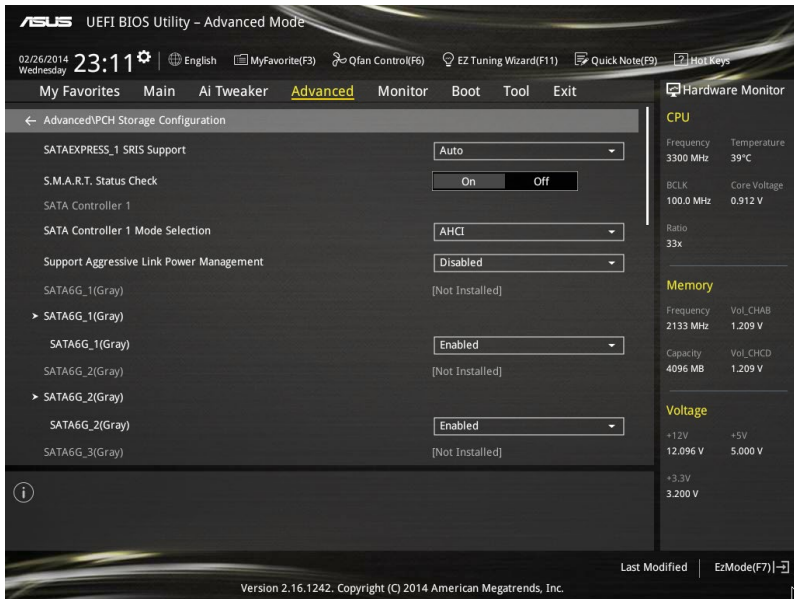 ASUS UEFI BIOS Utility – Advanced Mode
02/26/2014
Wednesday
23:11
English
MyFavorite(F3)
Qfan Control(F6)
EZ Tuning Wizard(F11)
Quick Note(F9)
? Hot Keys
My Favorites Main Ai Tweaker Advanced Monitor Boot Tool Exit
Hardware Monitor
← Advanced\PCH Storage Configuration
SATAEXPRESS_1 SRIS Support Auto
S.M.A.R.T. Status Check On Off
SATA Controller 1
SATA Controller 1 Mode Selection AHCI
Support Aggressive Link Power Management Disabled
SATA6G_1(Gray) [Not Installed]
> SATA6G_1(Gray)
SATA6G_1(Gray) Enabled
SATA6G_2(Gray) [Not Installed]
> SATA6G_2(Gray)
SATA6G_2(Gray) Enabled
SATA6G_3(Gray) [Not Installed]
CPU
Frequency Temperature
3300 MHz 39°C
BCLK Core Voltage
100.0 MHz 0.912 V
Ratio
33x
Memory
Frequency Vol_CHAB
2133 MHz 1.209 V
Capacity Vol_CHCD
4096 MB 1.209 V
Voltage
+12V +5V
12.096 V 5.000 V
+3.3V
3.200 V
i
Last Modified
EzMode(F7)
Version 2.16.1242. Copyright (C) 2014 American Megatrends, Inc.